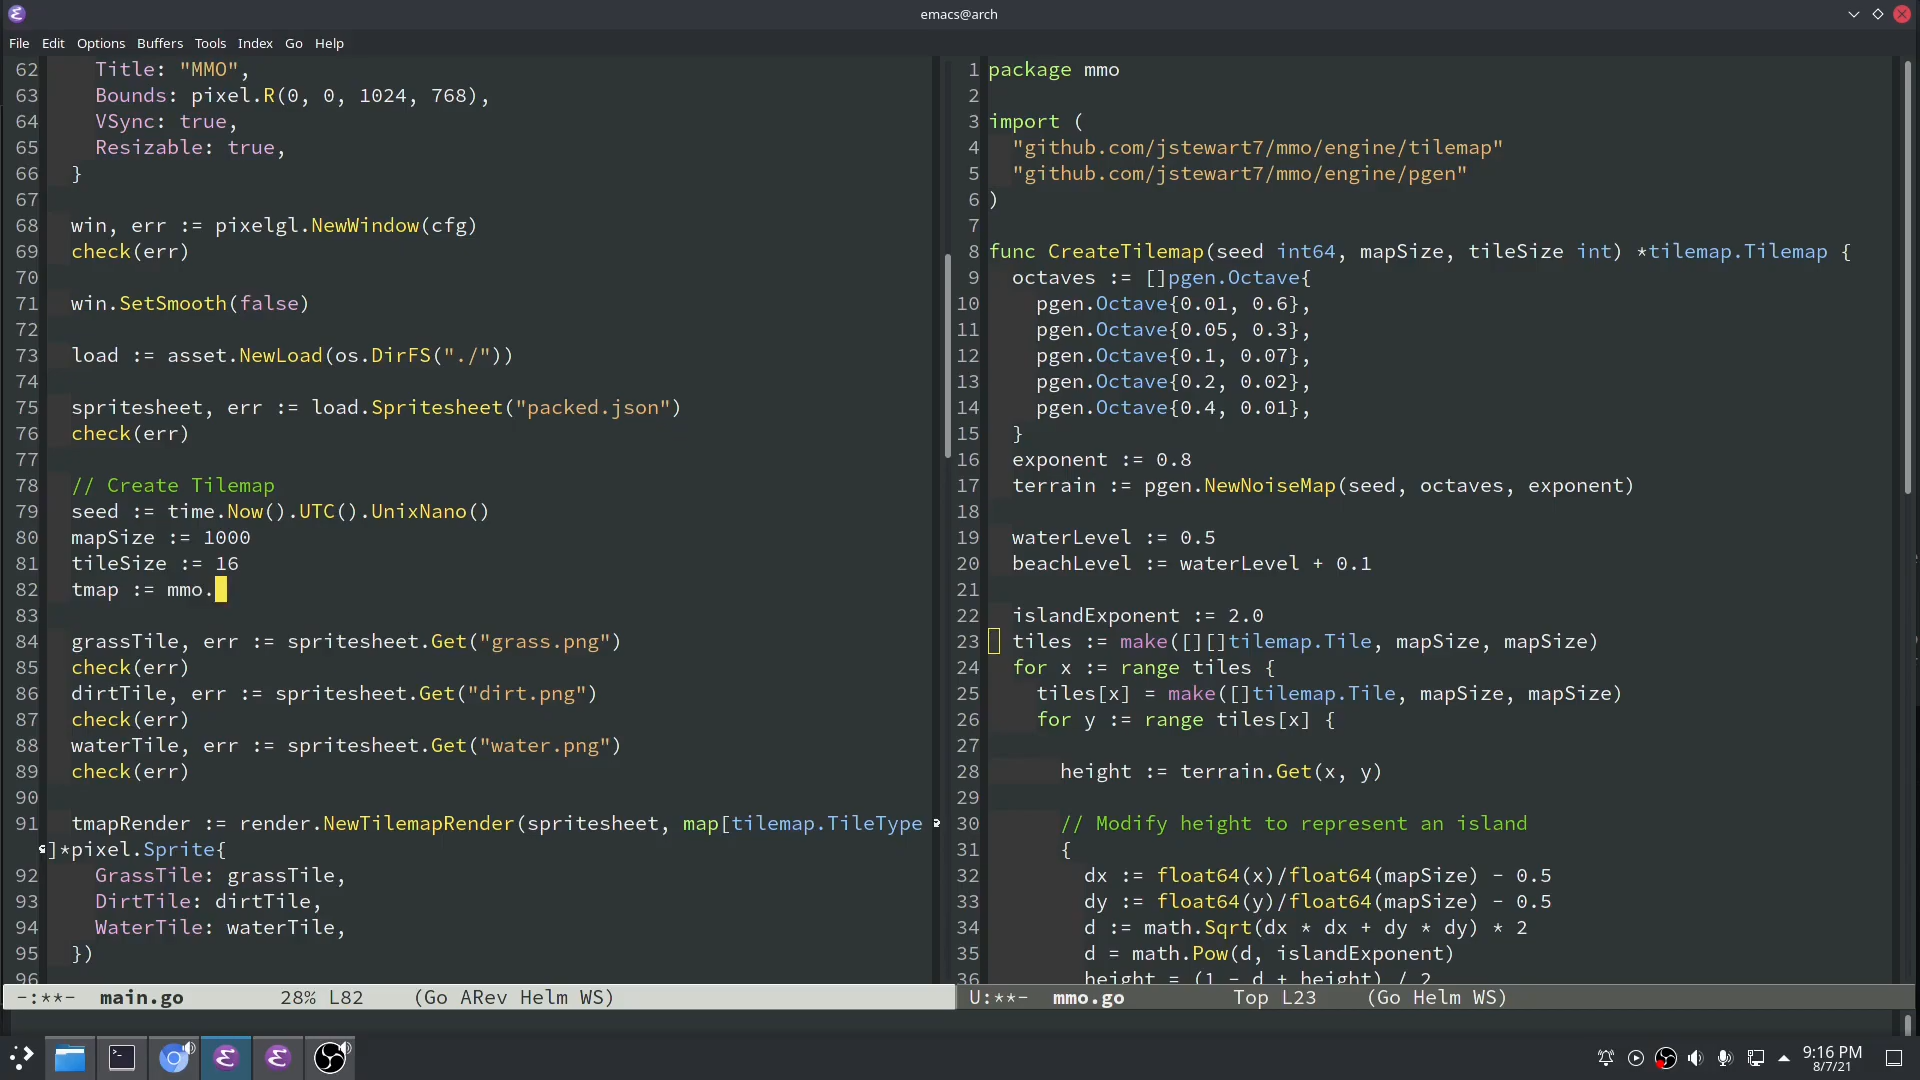 emacs@arch
File Edit Options Buffers Tools Index Go Help
62 Title: "MMO",
63 Bounds: pixel.R(0, 0, 1024, 768),
64 VSync: true,
65 Resizable: true,
66 }
67
68 win, err := pixelgl.NewWindow(cfg)
69 check(err)
70
71 win.SetSmooth(false)
72
73 load := asset.NewLoad(os.DirFS("./"))
74
75 spritesheet, err := load.Spritesheet("packed.json")
76 check(err)
77
78 // Create Tilemap
79 seed := time.Now().UTC().UnixNano()
80 mapSize := 1000
81 tileSize := 16
82 tmap := mmo.
83
84 grassTile, err := spritesheet.Get("grass.png")
85 check(err)
86 dirtTile, err := spritesheet.Get("dirt.png")
87 check(err)
88 waterTile, err := spritesheet.Get("water.png")
89 check(err)
90
91 tmapRender := render.NewTilemapRender(spritesheet, map[tilemap.TileType
]*pixel.Sprite{
92 GrassTile: grassTile,
93 DirtTile: dirtTile,
94 WaterTile: waterTile,
95 })
96
-:**- main.go 28% L82 (Go ARev Helm WS)
1 package mmo
2
3 import (
4 "github.com/jstewart7/mmo/engine/tilemap"
5 "github.com/jstewart7/mmo/engine/pgen"
6 )
7
8 func CreateTilemap(seed int64, mapSize, tileSize int) *tilemap.Tilemap {
9 octaves := []pgen.Octave{
10 pgen.Octave{0.01, 0.6},
11 pgen.Octave{0.05, 0.3},
12 pgen.Octave{0.1, 0.07},
13 pgen.Octave{0.2, 0.02},
14 pgen.Octave{0.4, 0.01},
15 }
16 exponent := 0.8
17 terrain := pgen.NewNoiseMap(seed, octaves, exponent)
18
19 waterLevel := 0.5
20 beachLevel := waterLevel + 0.1
21
22 islandExponent := 2.0
23 tiles := make([][]tilemap.Tile, mapSize, mapSize)
24 for x := range tiles {
25 tiles[x] = make([]tilemap.Tile, mapSize, mapSize)
26 for y := range tiles[x] {
27
28 height := terrain.Get(x, y)
29
30 // Modify height to represent an island
31 {
32 dx := float64(x)/float64(mapSize) - 0.5
33 dy := float64(y)/float64(mapSize) - 0.5
34 d := math.Sqrt(dx * dx + dy * dy) * 2
35 d = math.Pow(d, islandExponent)
36 height = (1 - d + height) / 2
U:**- mmo.go Top L23 (Go Helm WS)
9:16 PM
8/7/21